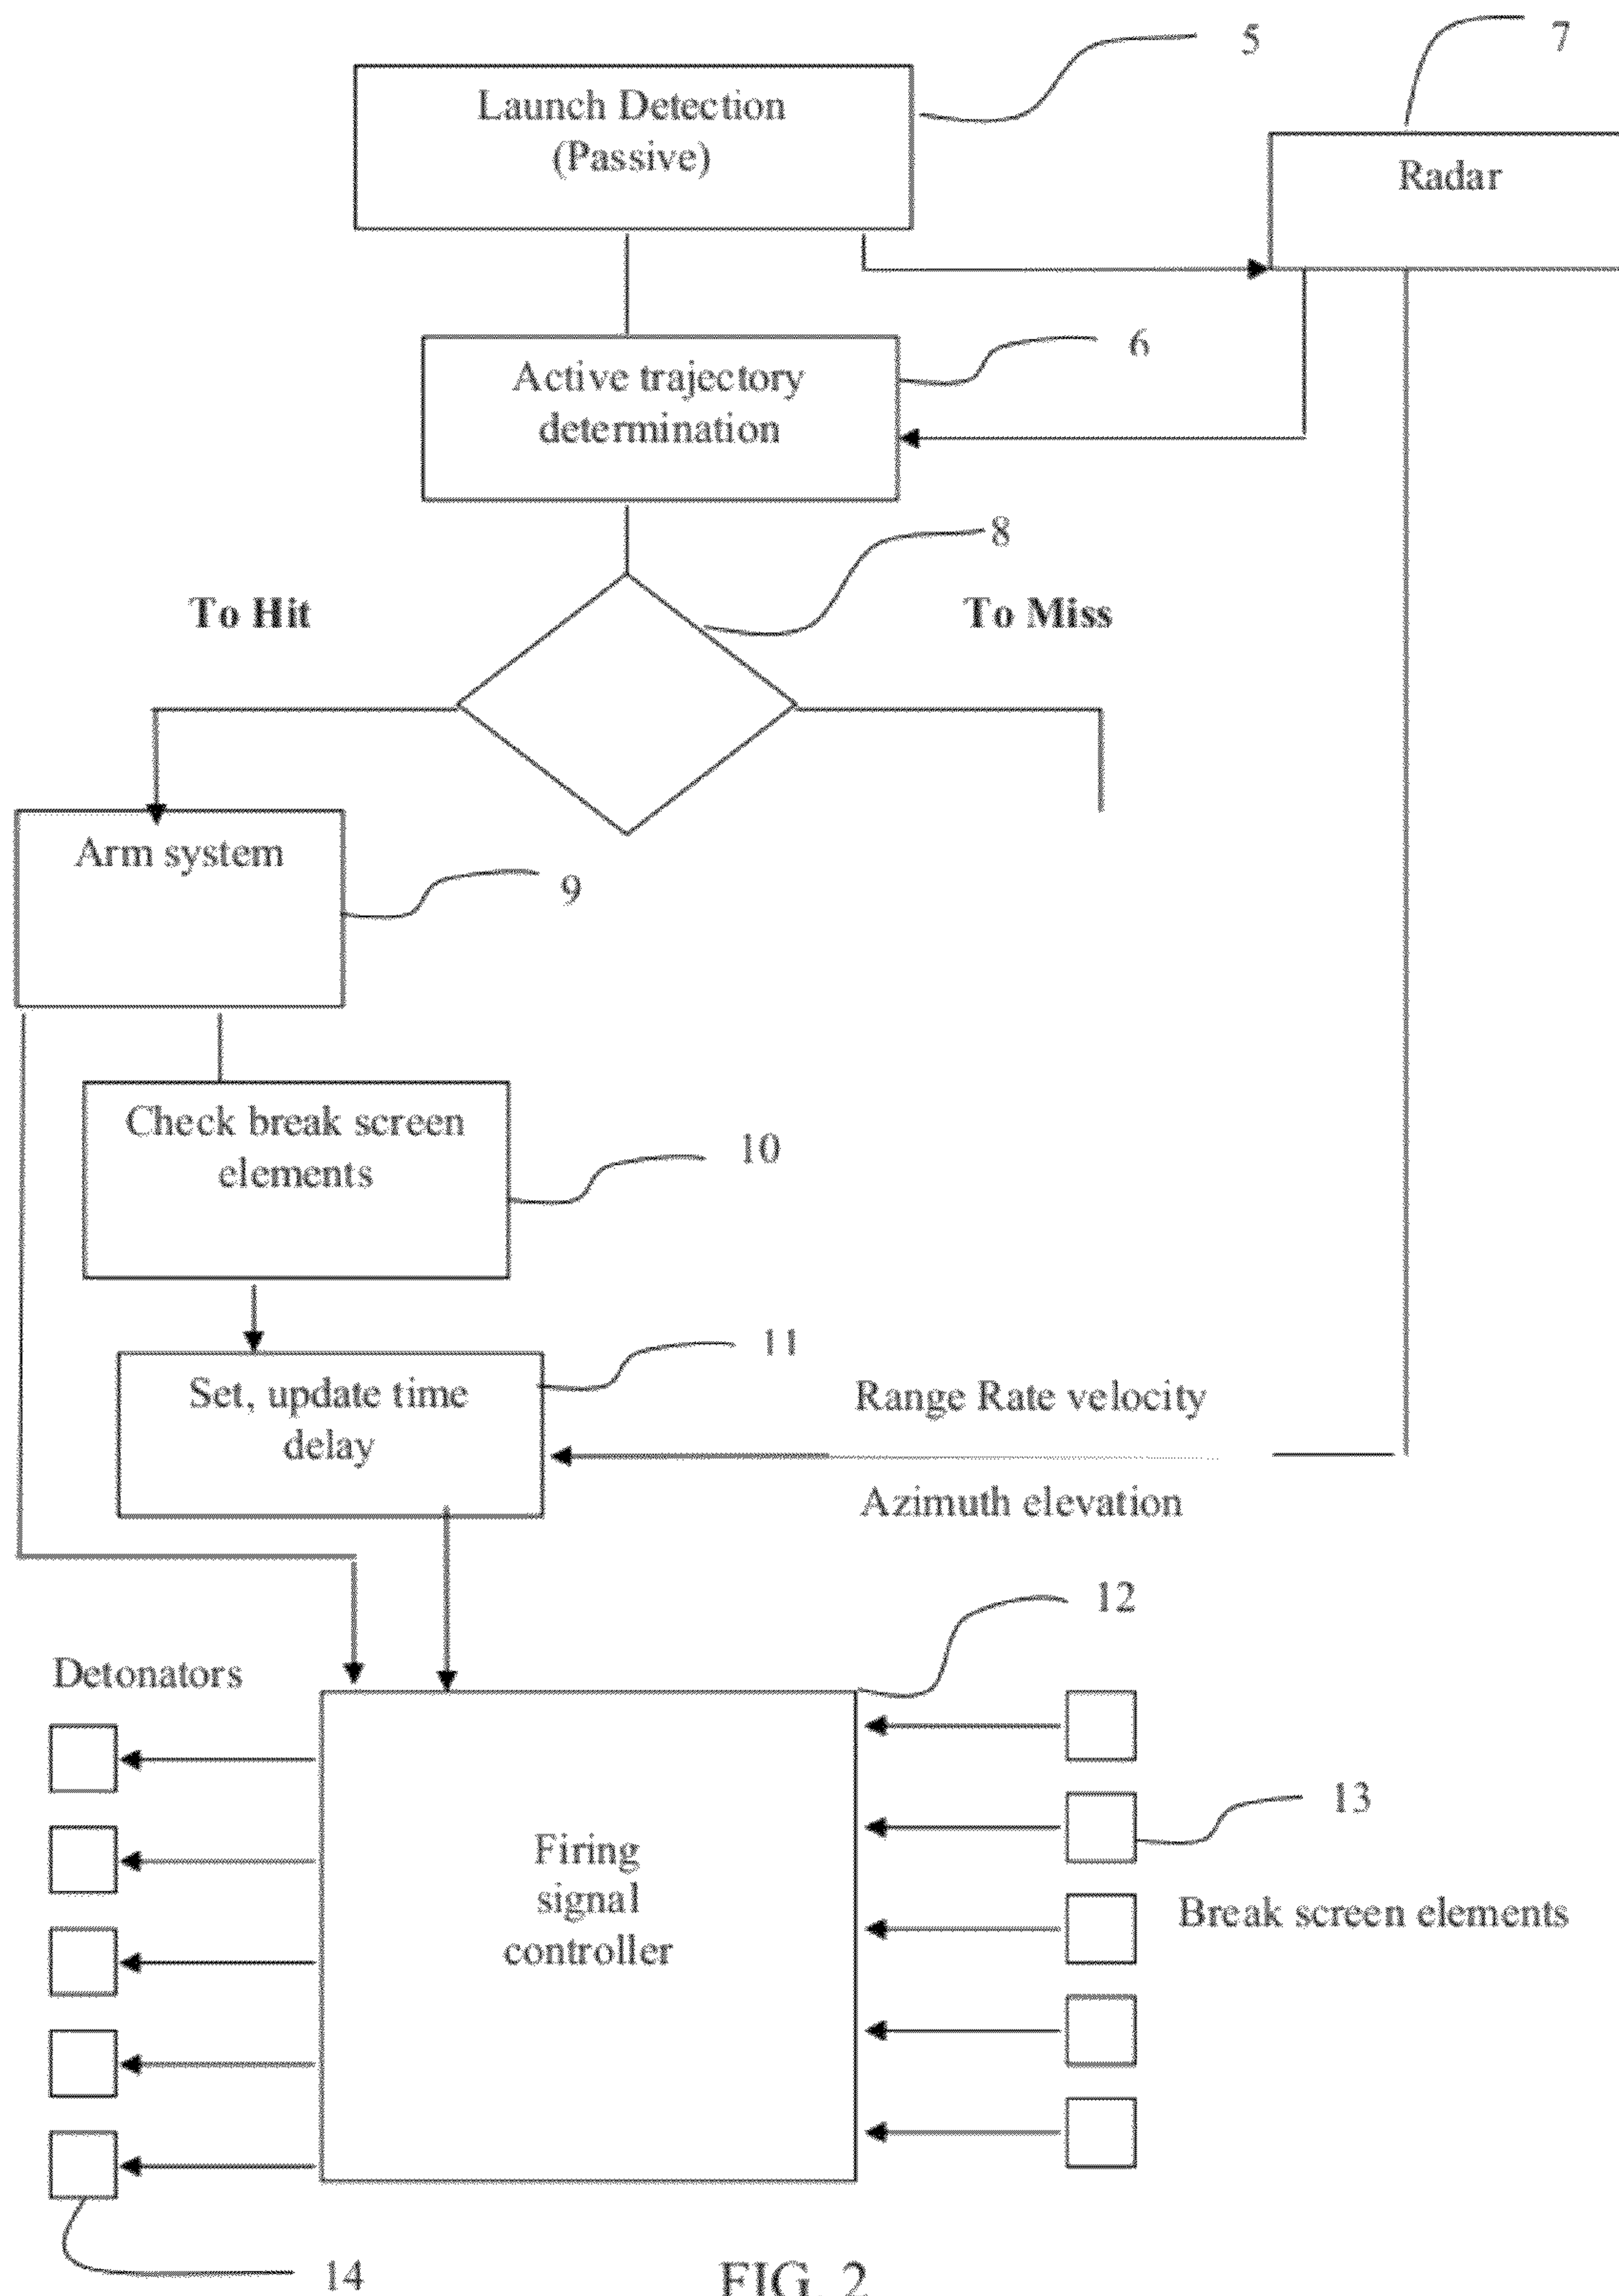 5
7
Launch Detection
(Passive)
Radar
6
Active trajectory
determination
8
To Hit
To Miss
Arm system
9
Check break screen
elements
10
11
Set, update time
delay
Range Rate velocity
Azimuth elevation
12
Detonators
13
Firing
signal
controller
Break screen elements
14
FIG. 2